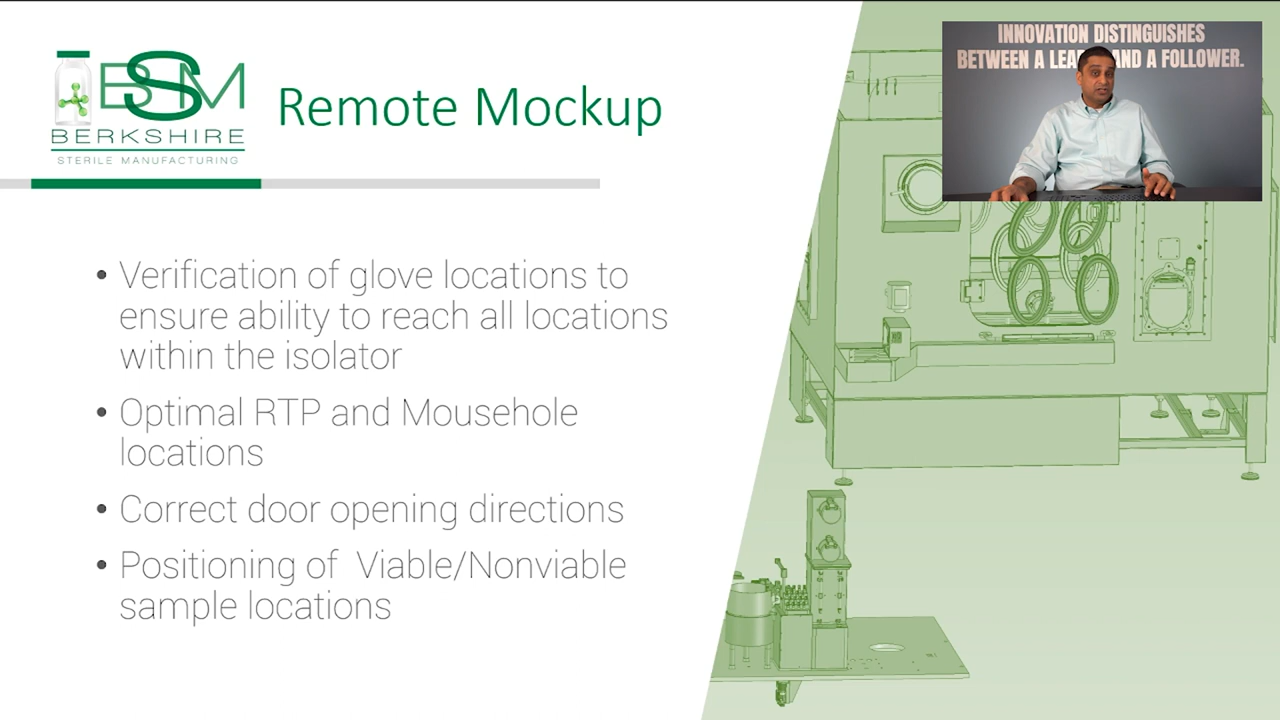 INNOVATION DISTINGUISHES
BETWEEN A LEA AND A FOLLOWER.
BSM
BERKSHIRE
STERILE MANUFACTURING
Remote Mockup
• Verification of glove locations to
ensure ability to reach all locations
within the isolator
• Optimal RTP and Mousehole
locations
• Correct door opening directions
• Positioning of Viable/Nonviable
sample locations